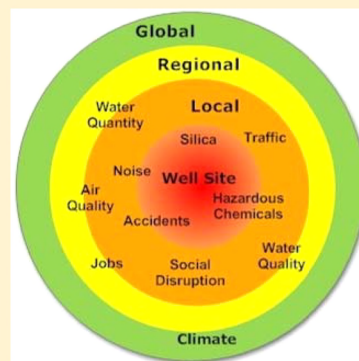 Global
Regional
Water
Quantity
Local
Silica
Traffic
Noise
Well Site
Air
Quality
Hazardous
Chemicals
Accidents
Water
Quality
Jobs
Social
Disruption
Climate